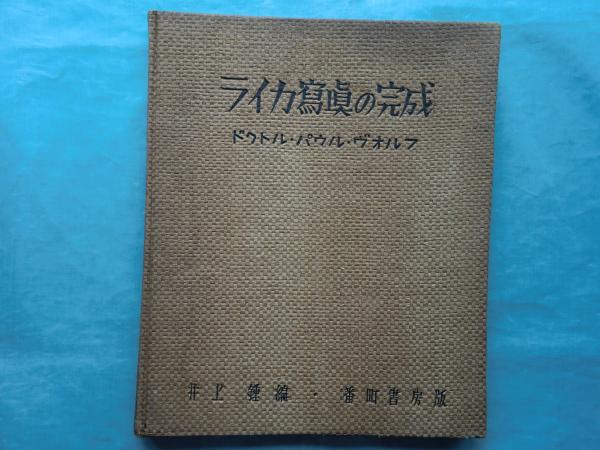 ライカ寫眞の完成
ドクトル・パウル・ヴォルフ
井上 鍾編・番町書房版